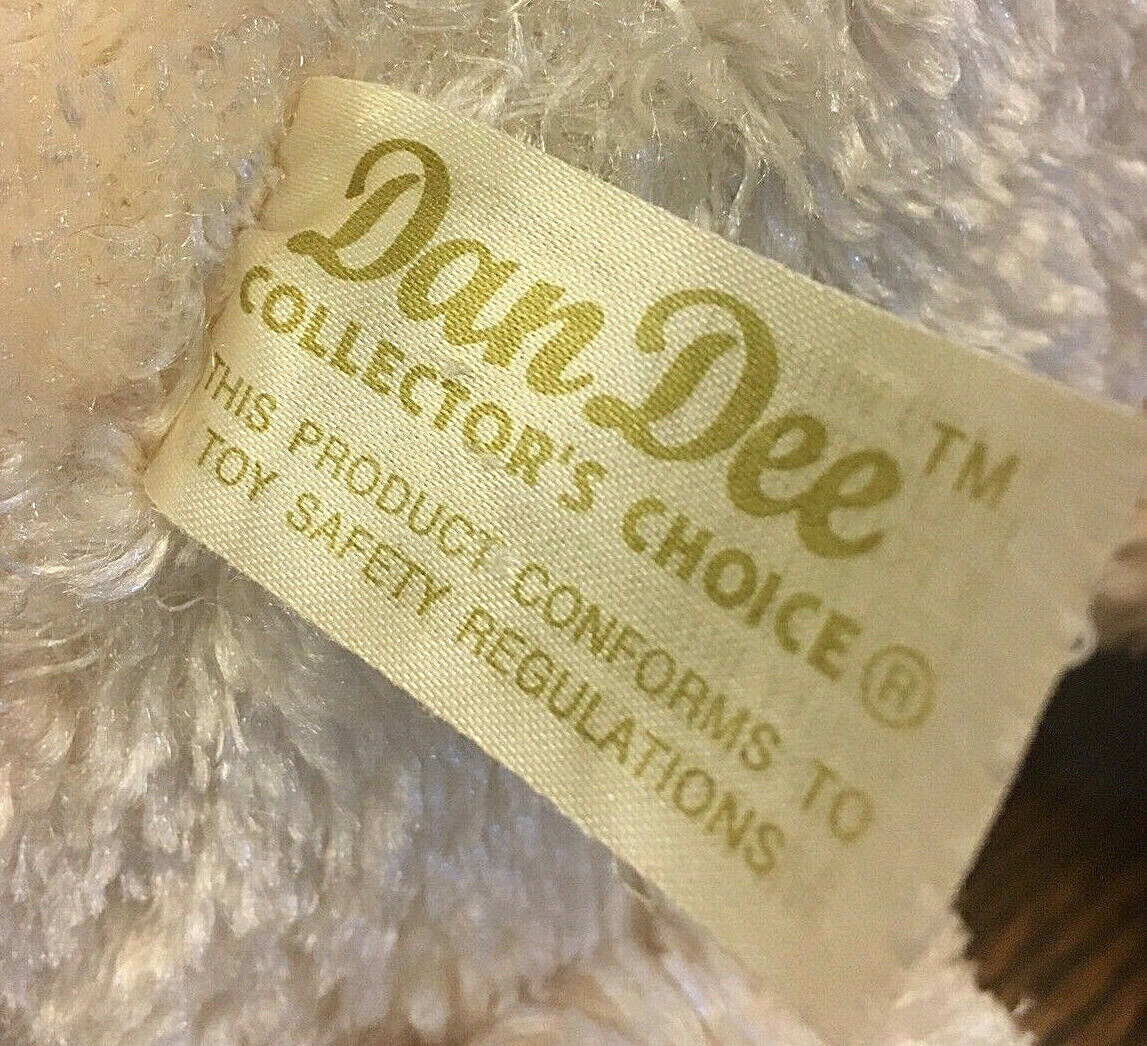 Dan Dee™
COLLECTOR'S CHOICE®
THIS PRODUCT CONFORMS TO
TOY SAFETY REGULATIONS